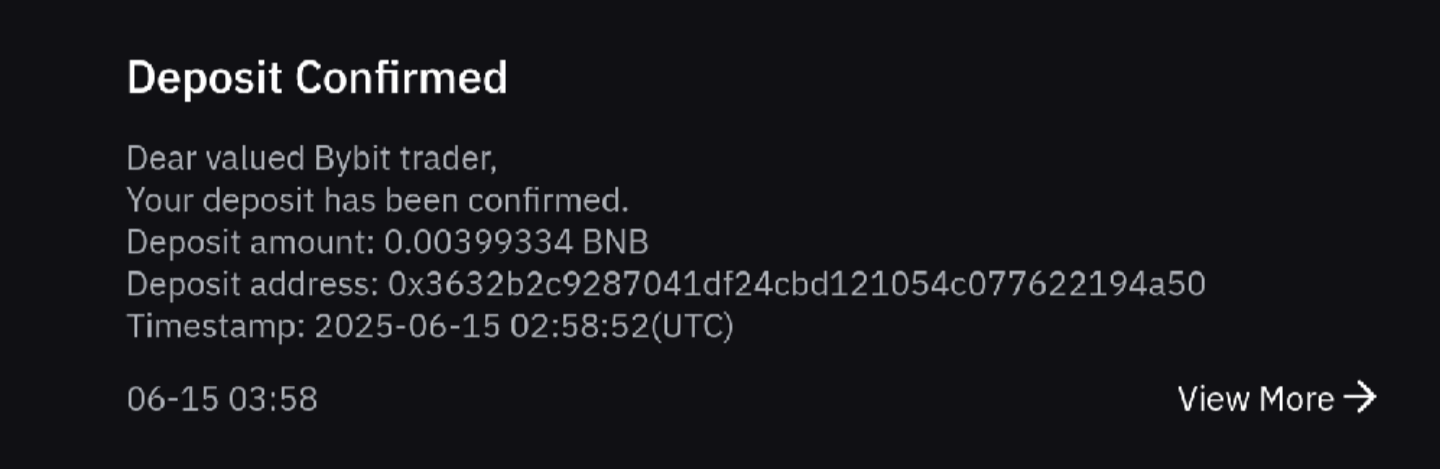 Deposit Confirmed
Dear valued Bybit trader,
Your deposit has been confirmed.
Deposit amount: 0.00399334 BNB
Deposit address: 0x3632b2c9287041df24cbd121054c077622194a50
Timestamp: 2025-06-15 02:58:52(UTC)
06-15 03:58
View More →